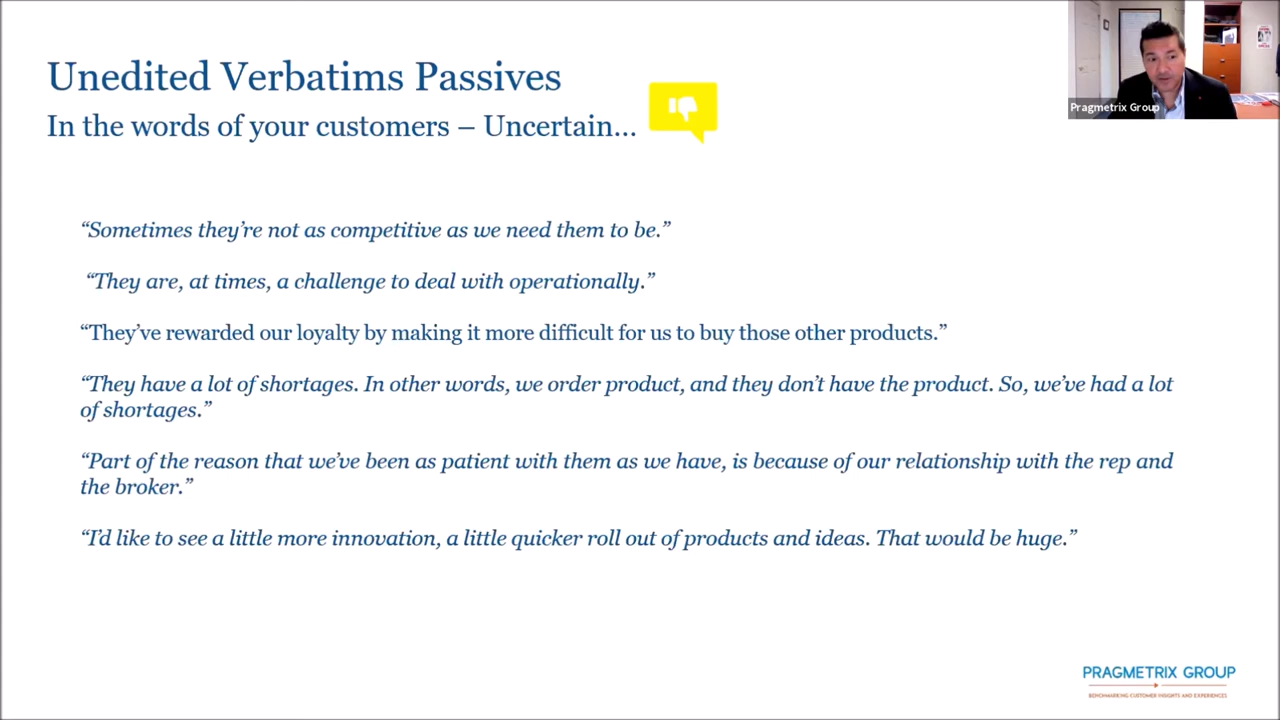 Unedited Verbatims Passives
In the words of your customers – Uncertain...
Pragmetrix Group
“Sometimes they’re not as competitive as we need them to be.”
“They are, at times, a challenge to deal with operationally.”
“They’ve rewarded our loyalty by making it more difficult for us to buy those other products.”
“They have a lot of shortages. In other words, we order product, and they don’t have the product. So, we’ve had a lot
of shortages.”
“Part of the reason that we’ve been as patient with them as we have, is because of our relationship with the rep and
the broker.”
“I’d like to see a little more innovation, a little quicker roll out of products and ideas. That would be huge.”
PRAGMETRIX GROUP
BENCHMARKING CUSTOMER INSIGHTS AND EXPERIENCES